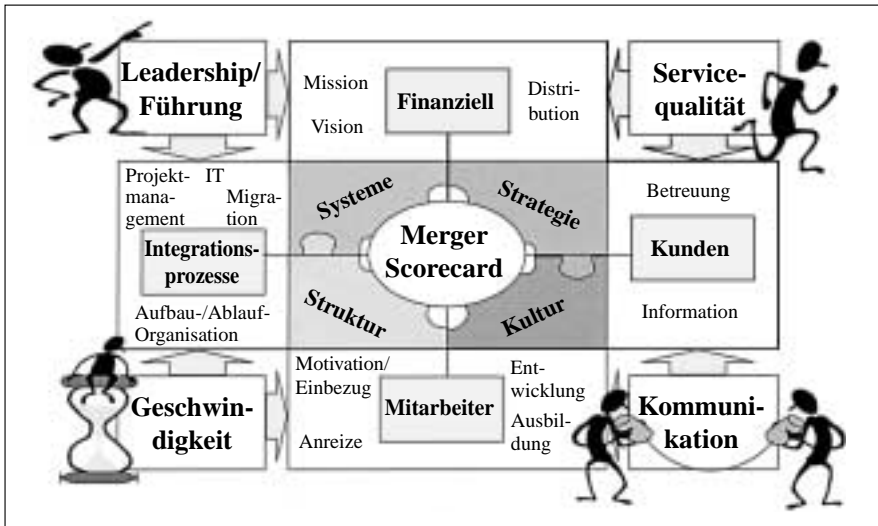 Leadership/
Führung
Mission
Vision
Finanziell
Distri-
bution
Service-
qualität
Projekt-
mana-
gement
IT
Migra-
tion
Systeme
Strategie
Betreuung
Integrations-
prozesse
Merger
Scorecard
Kunden
Aufbau-/Ablauf-
Organisation
Struktur
Kultur
Information
Geschwin-
digkeit
Motivation/
Einbezug
Anreize
Mitarbeiter
Ent-
wicklung
Ausbil-
dung
Kommuni-
kation